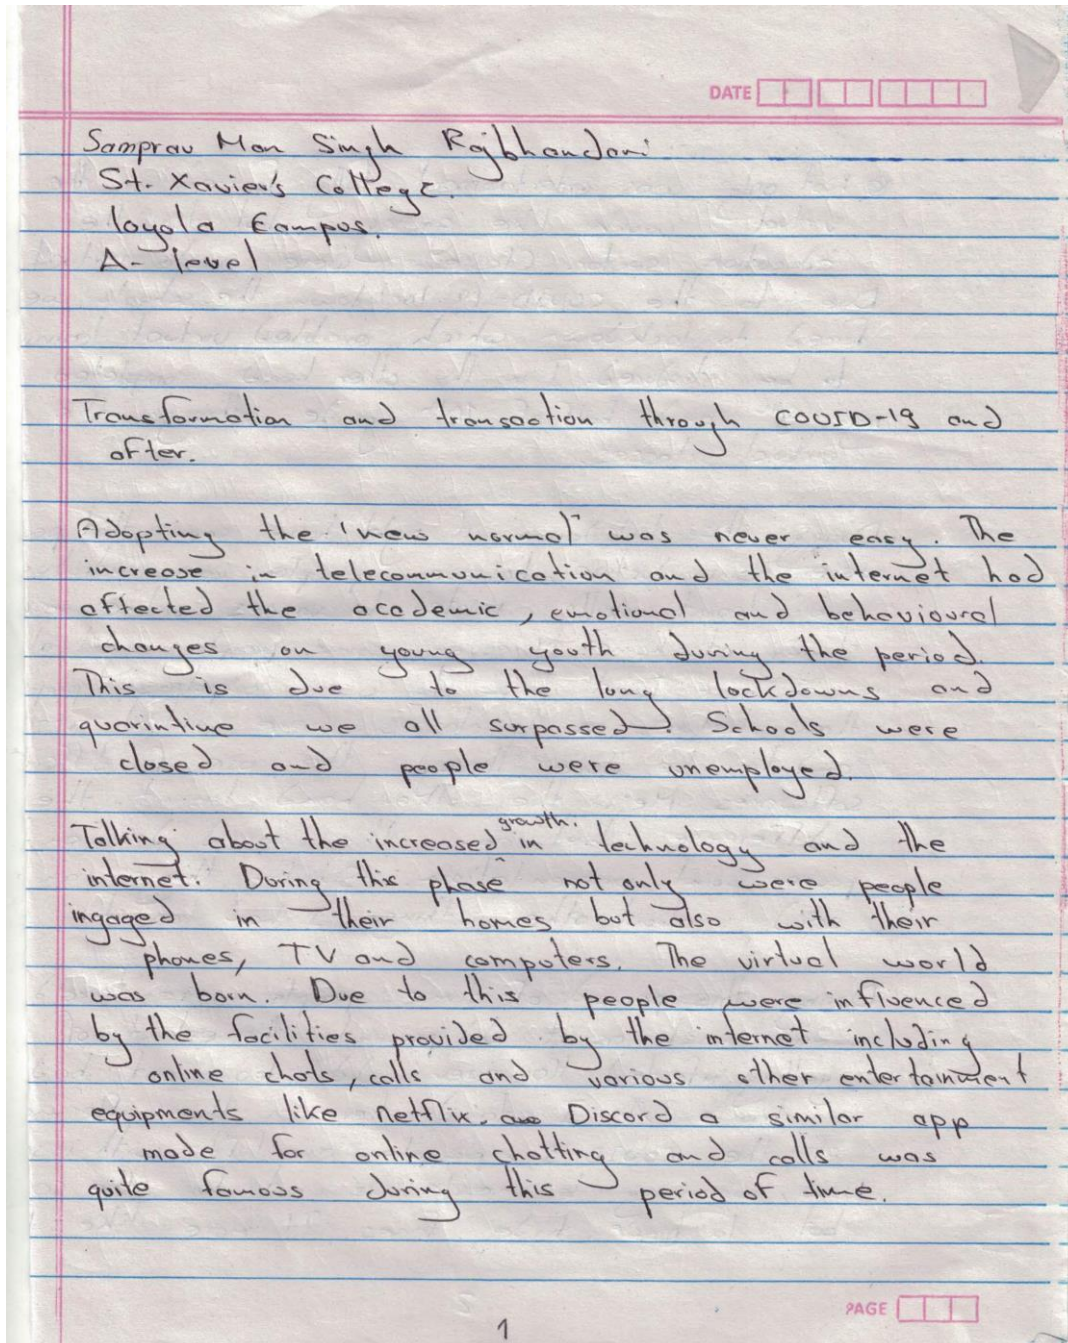 DATE
Samprav Man Singh Rajbhandari
St. Xavier's College.
loyola Campus.
A- level
Transformation and transaction through COVID-19 and
after.
Adopting the 'new normal' was never easy. The
increase in telecommunication and the internet had
affected the academic, emotional and behavioural
changes on young youth during the period.
This is due to the long lockdowns and
quarintine we all surpassed. Schools were
closed and people were unemployed.
Talking about the increased growth. in technology and the
internet. During this phase not only were people
ingaged in their homes but also with their
phones, TV and computers. The virtual world
was born. Due to this people were influenced
by the facilities provided by the internet including
online chats, calls and various other entertainment
equipments like netflix. Discord a similar app
made for online chatting and calls was
quite famous during this period of time.
PAGE
1